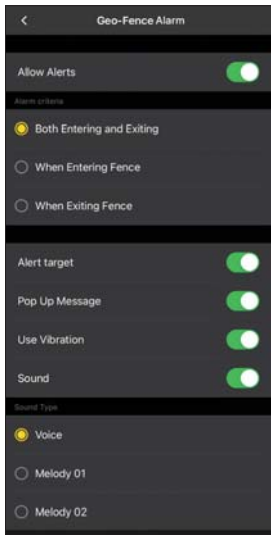 Geo-Fence Alarm
Allow Alerts
Alarm criteria
Both Entering and Exiting
When Entering Fence
When Exiting Fence
Alert target
Pop Up Message
Use Vibration
Sound
Sound Type
Voice
Melody 01
Melody 02